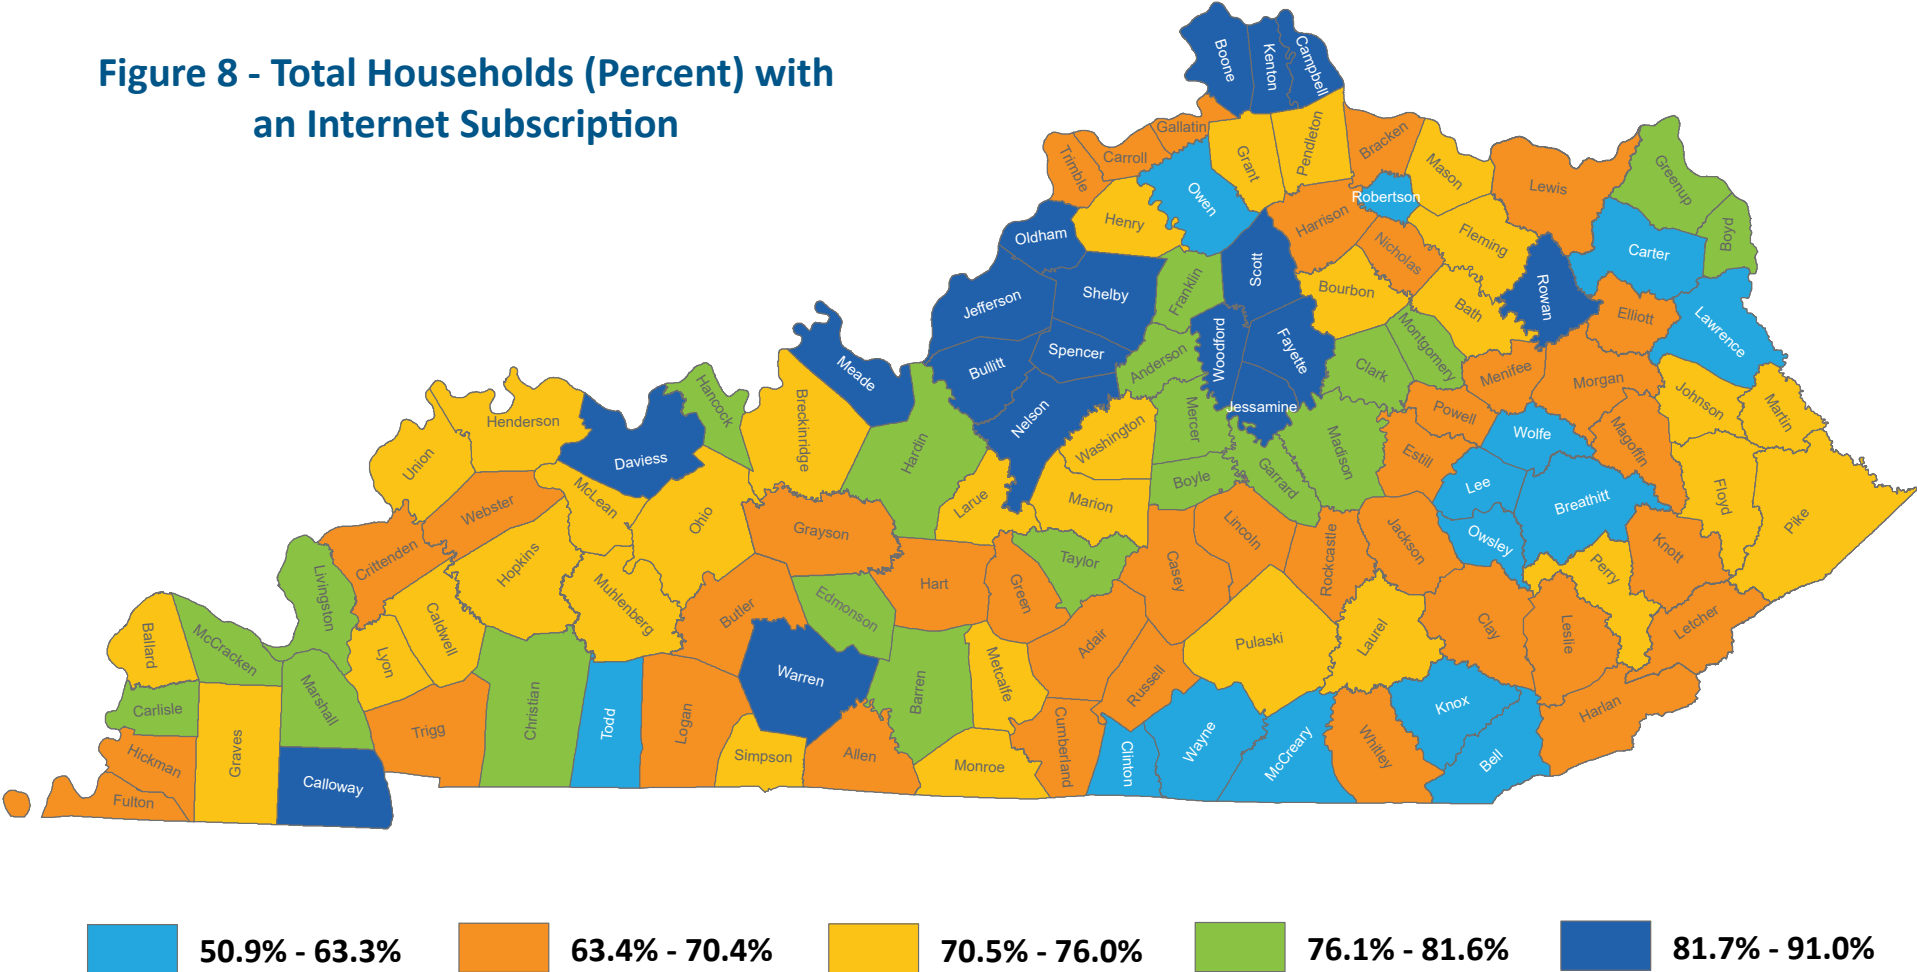 Figure 8 - Total Households (Percent) with
an Internet Subscription
Boone
Kenton
Campbell
Gallatin
Carroll
Trimble
Grant
Pendleton
Bracken
Mason
Lewis
Greenup
Boyd
Owen
Robertson
Henry
Harrison
Nicholas
Fleming
Carter
Oldham
Scott
Franklin
Bourbon
Bath
Rowan
Elliott
Lawrence
Jefferson
Shelby
Montgomery
Meade
Bullitt
Spencer
Anderson
Woodford
Fayette
Clark
Menifee
Morgan
Johnson
Martin
Hancock
Breckinridge
Nelson
Jessamine
Powell
Henderson
Union
Daviess
Hardin
Washington
Mercer
Madison
Estill
Wolfe
Magoffin
Webster
McLean
Ohio
Larue
Marion
Boyle
Garrard
Lee
Breathitt
Floyd
Pike
Crittenden
Hopkins
Grayson
Taylor
Casey
Lincoln
Rockcastle
Jackson
Owsley
Perry
Knott
Livingston
Muhlenberg
Butler
Edmonson
Hart
Green
Ballard
McCracken
Caldwell
Lyon
Adair
Pulaski
Laurel
Clay
Leslie
Letcher
Warren
Barren
Metcalfe
Russell
Carlisle
Marshall
Christian
Todd
Logan
Trigg
Cumberland
Wayne
McCreary
Knox
Harlan
Hickman
Graves
Calloway
Simpson
Allen
Monroe
Clinton
Whitley
Bell
Fulton
50.9% - 63.3%
63.4% - 70.4%
70.5% - 76.0%
76.1% - 81.6%
81.7% - 91.0%